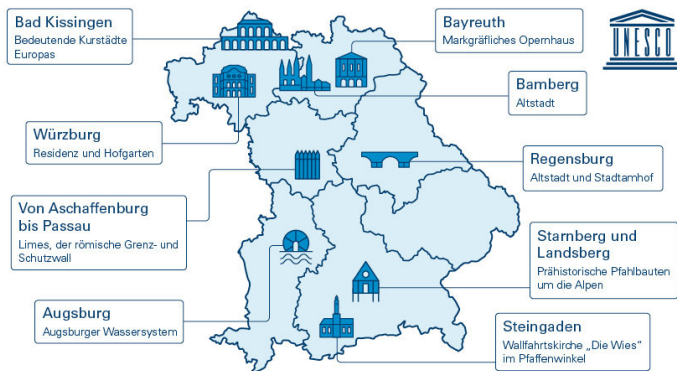 Bad Kissingen
Bedeutende Kurstädte
Europas
Bayreuth
Markgräfliches Opernhaus
UNESCO
Bamberg
Altstadt
Würzburg
Residenz und Hofgarten
Regensburg
Altstadt und Stadtamhof
Von Aschaffenburg
bis Passau
Limes, der römische Grenz- und
Schutzwall
Starnberg und
Landsberg
Prähistorische Pfahlbauten
um die Alpen
Augsburg
Augsburger Wassersystem
Steingaden
Wallfahrtskirche „Die Wies“
im Pfaffenwinkel